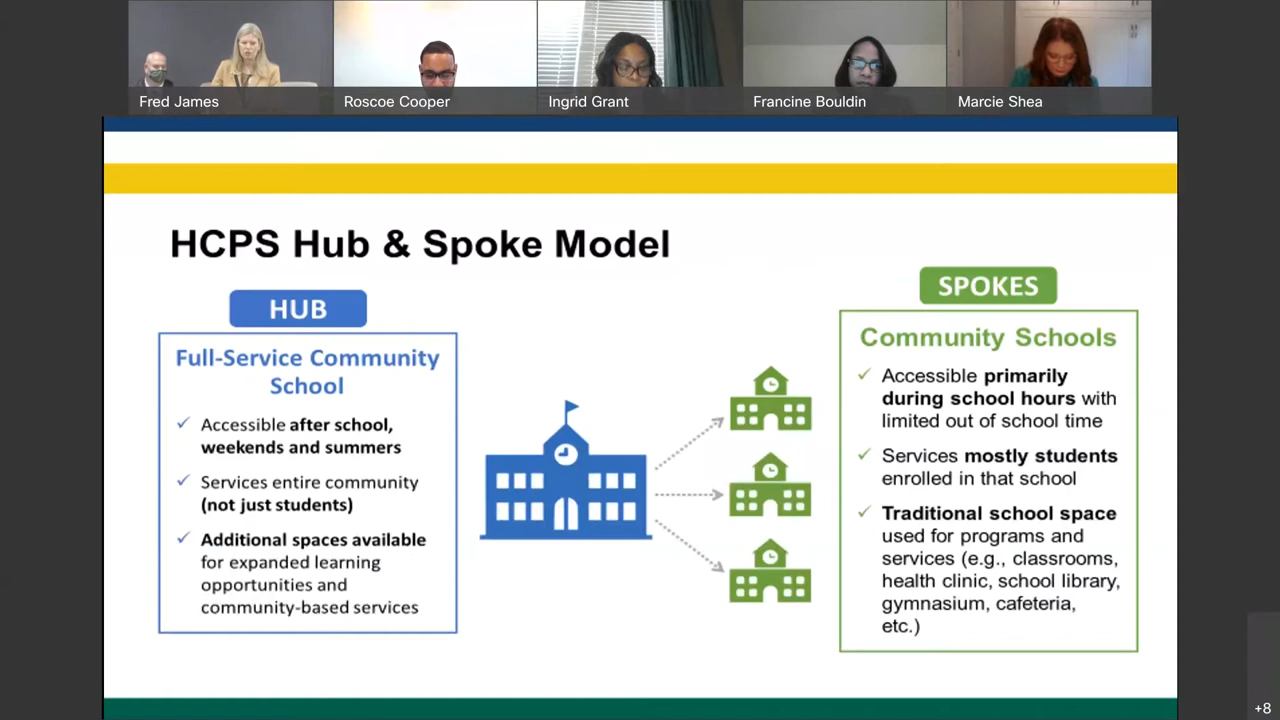 Fred James
Roscoe Cooper
Ingrid Grant
Francine Bouldin
Marcie Shea
HCPS Hub & Spoke Model
HUB
Full-Service Community
School
Accessible after school,
weekends and summers
Services entire community
(not just students)
Additional spaces available
for expanded learning
opportunities and
community-based services
SPOKES
Community Schools
Accessible primarily
during school hours with
limited out of school time
Services mostly students
enrolled in that school
Traditional school space
used for programs and
services (e.g., classrooms,
health clinic, school library,
gymnasium, cafeteria,
etc.)
+8